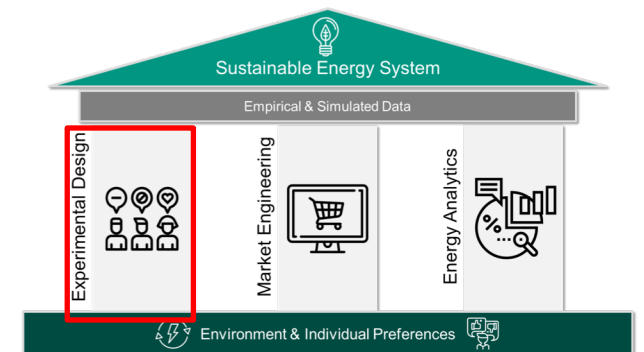 Sustainable Energy System
Empirical & Simulated Data
Experimental Design
Market Engineering
Energy Analytics
%
Environment & Individual Preferences